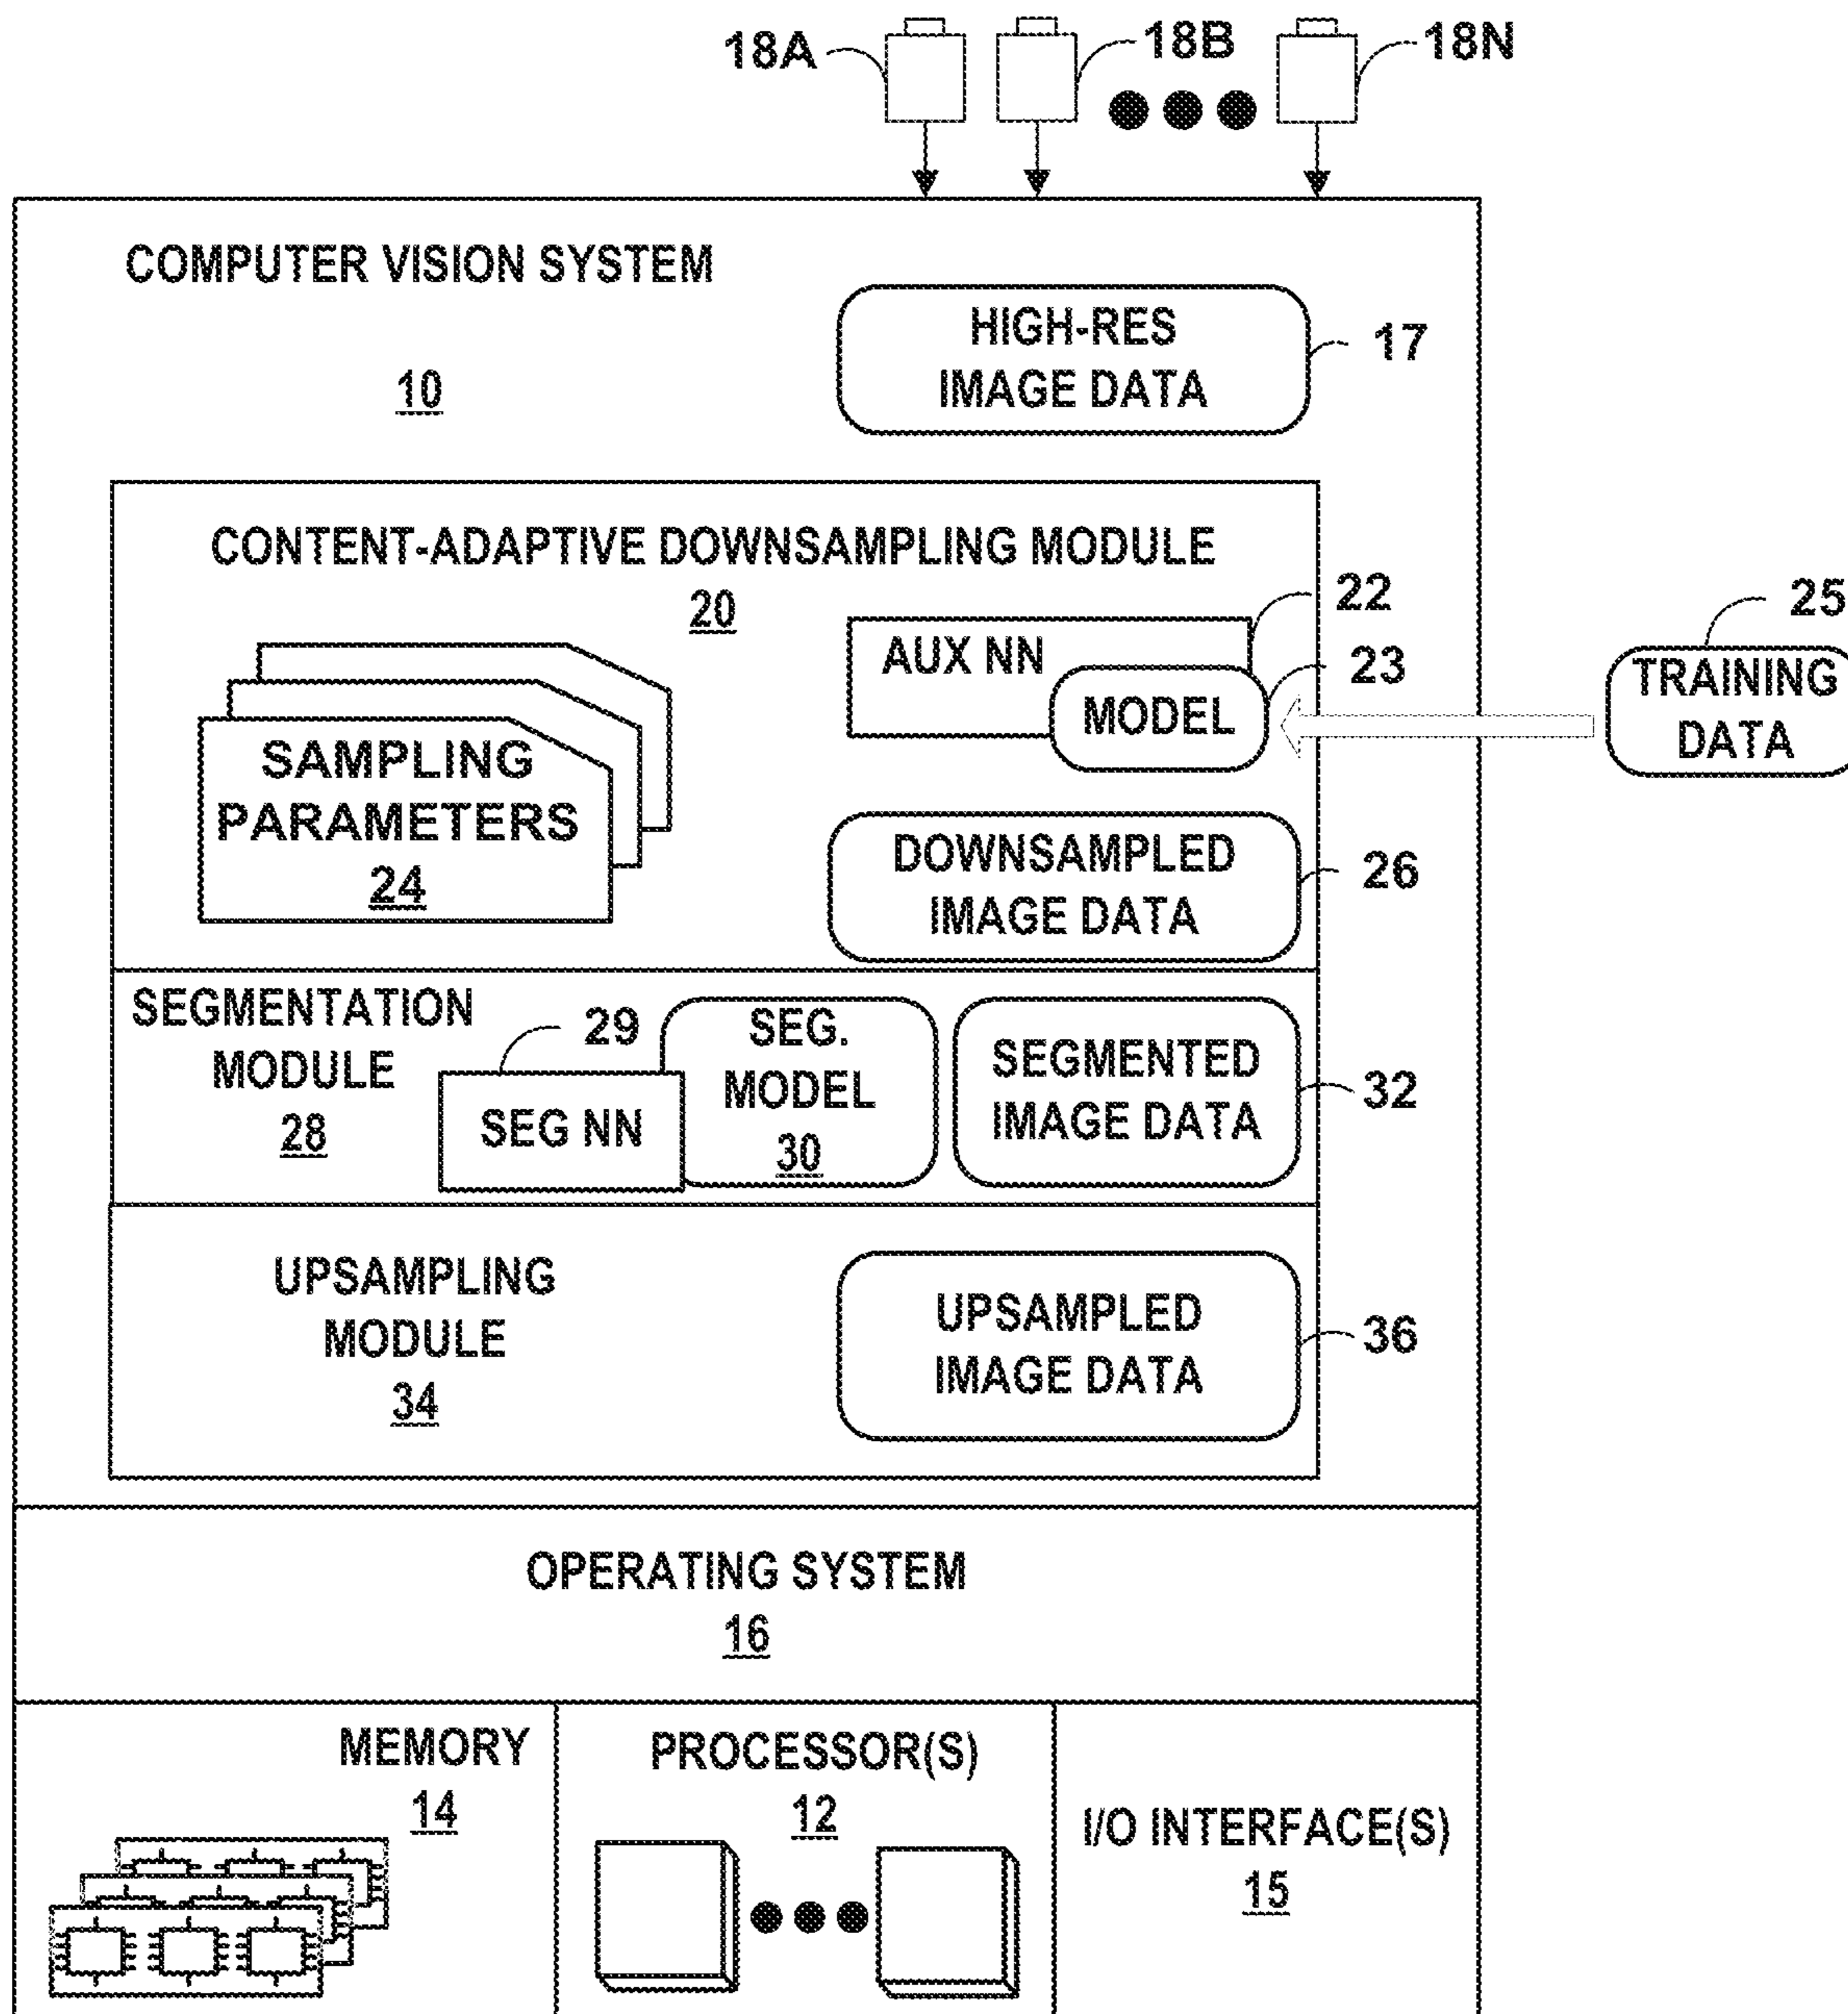 18A 18B 18N
COMPUTER VISION SYSTEM
10
HIGH-RES
IMAGE DATA
17
CONTENT-ADAPTIVE DOWNSAMPLING MODULE
20
22
AUX NN
23
MODEL
25
TRAINING
DATA
SAMPLING
PARAMETERS
24
DOWNSAMPLED
IMAGE DATA
26
SEGMENTATION
MODULE
28
29
SEG NN
SEG.
MODEL
30
SEGMENTED
IMAGE DATA
32
UPSAMPLING
MODULE
34
UPSAMPLED
IMAGE DATA
36
OPERATING SYSTEM
16
MEMORY
14
PROCESSOR(S)
12
I/O INTERFACE(S)
15